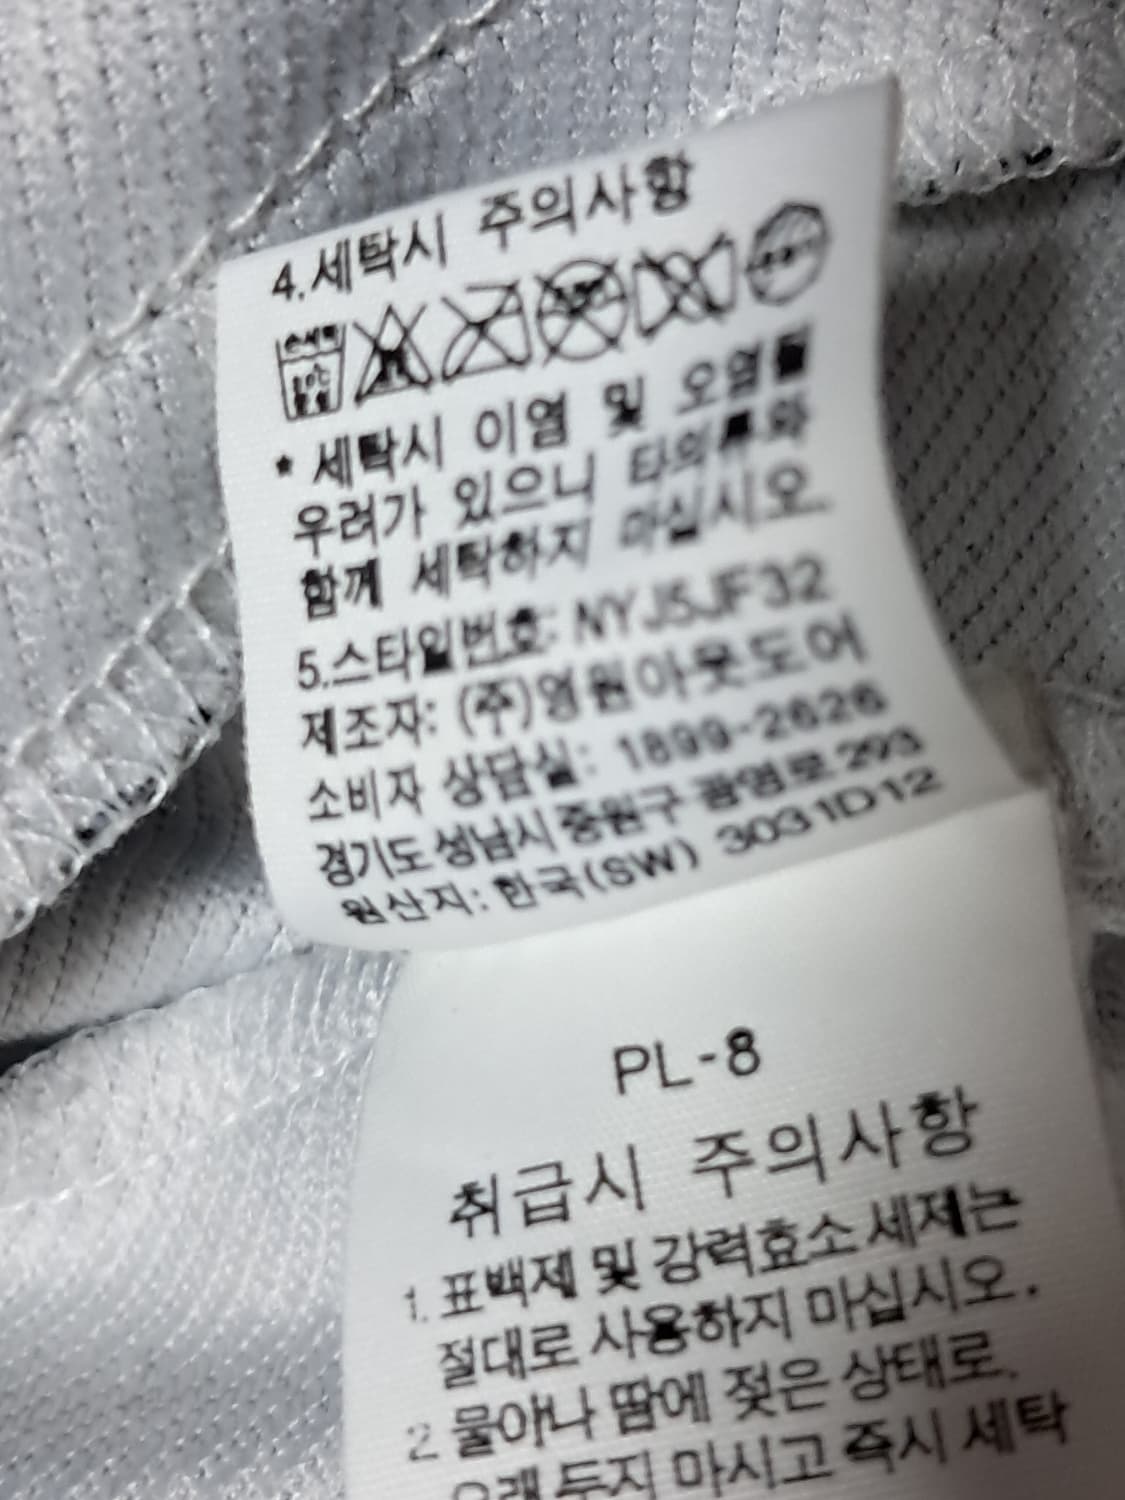 4.세탁시 주의사항
손세탁
30℃
중성
* 세탁시 이염 및 오염될
우려가 있으니 타의류와
함께 세탁하지 마십시오.
5.스타일번호: NYJ5JF32
제조자: (주)영원아웃도어
소비자 상담실: 1899-2626
경기도 성남시 중원구 광명로 293
원산지: 한국(SW) 3031D12
PL-8
취급시 주의사항
1. 표백제 및 강력효소 세제는
절대로 사용하지 마십시오.
2. 물이나 땀에 젖은 상태로.
오래 두지 마시고 즉시 세탁